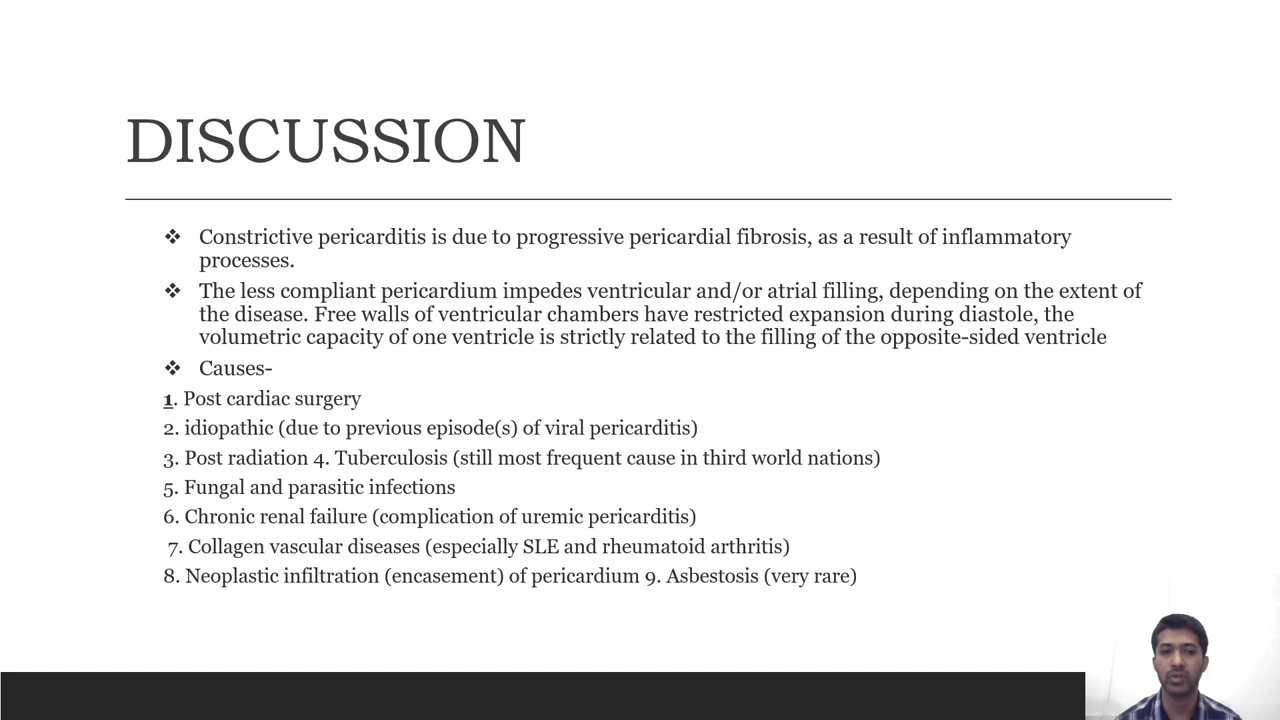 DISCUSSION
❖ Constrictive pericarditis is due to progressive pericardial fibrosis, as a result of inflammatory
processes.
❖ The less compliant pericardium impedes ventricular and/or atrial filling, depending on the extent of
the disease. Free walls of ventricular chambers have restricted expansion during diastole, the
volumetric capacity of one ventricle is strictly related to the filling of the opposite-sided ventricle
❖ Causes-
1. Post cardiac surgery
2. idiopathic (due to previous episode(s) of viral pericarditis)
3. Post radiation 4. Tuberculosis (still most frequent cause in third world nations)
5. Fungal and parasitic infections
6. Chronic renal failure (complication of uremic pericarditis)
7. Collagen vascular diseases (especially SLE and rheumatoid arthritis)
8. Neoplastic infiltration (encasement) of pericardium 9. Asbestosis (very rare)